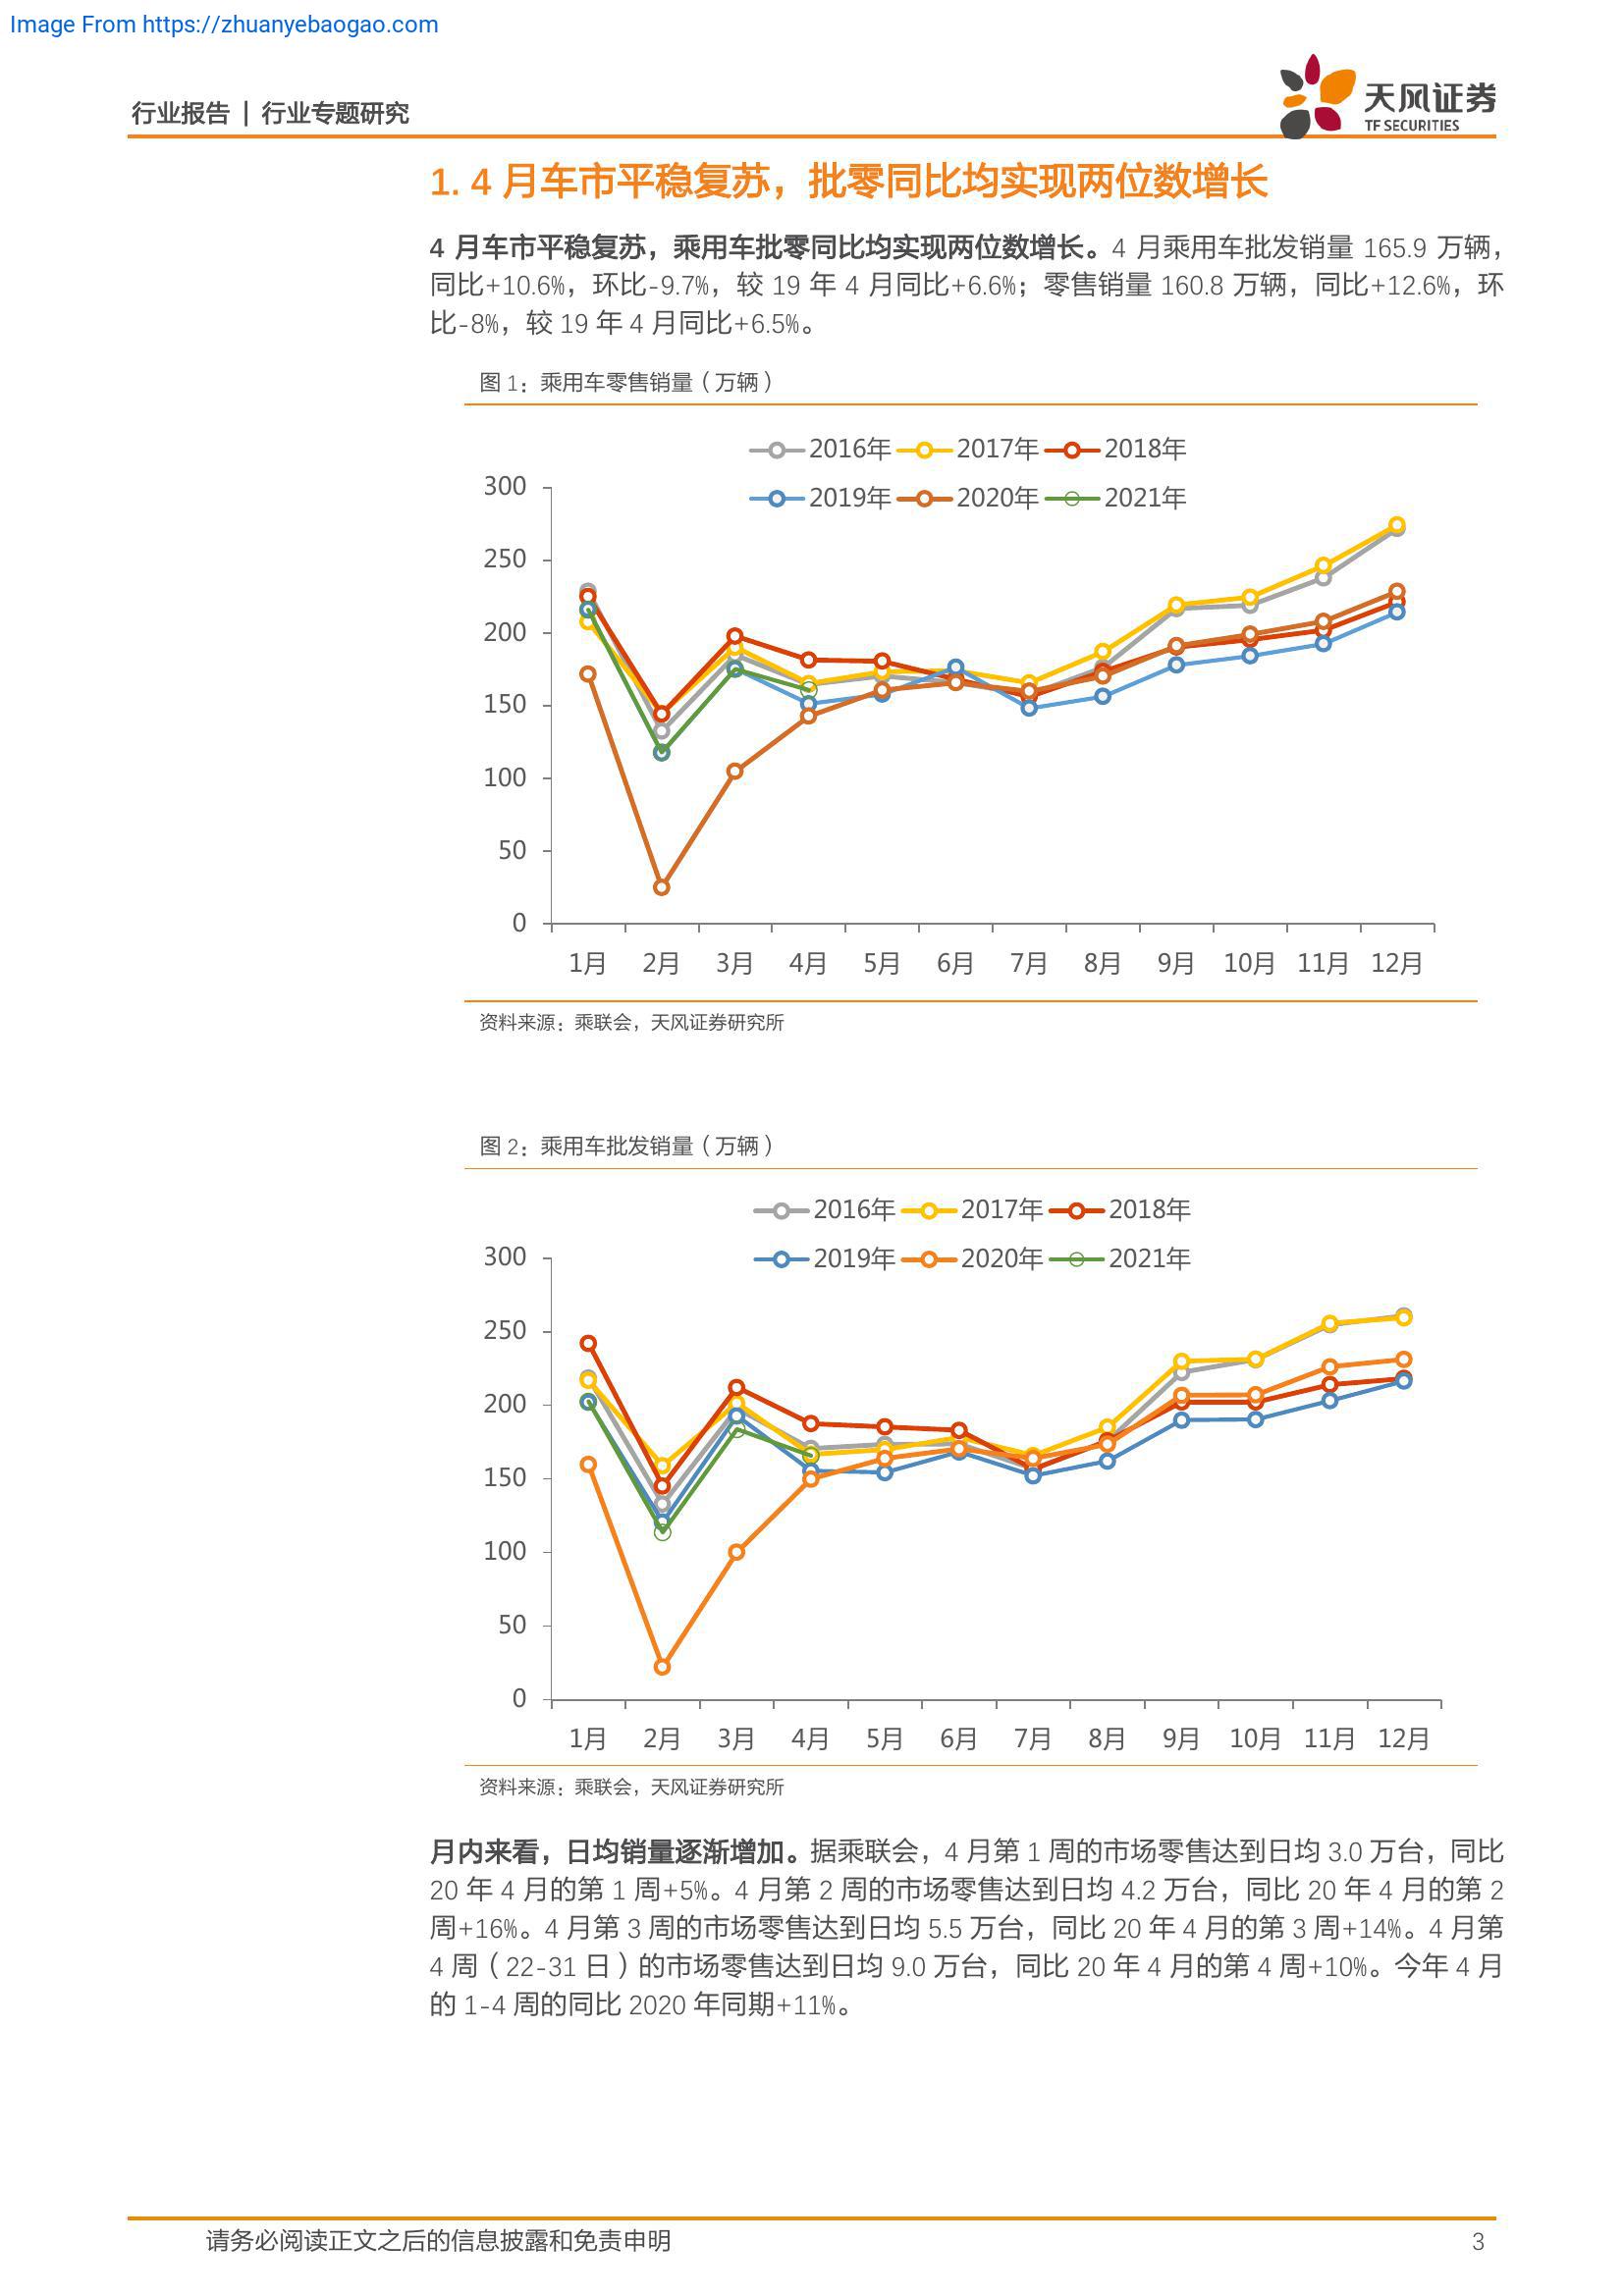 Image From https://zhuanyebaogao.com
行业报告 | 行业专题研究
天风证券
TF SECURITIES
1. 4 月车市平稳复苏，批零同比均实现两位数增长
4 月车市平稳复苏，乘用车批零同比均实现两位数增长。4 月乘用车批发销量 165.9 万辆，
同比+10.6%，环比-9.7%，较 19 年 4 月同比+6.6%；零售销量 160.8 万辆，同比+12.6%，环
比-8%，较 19 年 4 月同比+6.5%。
图 1：乘用车零售销量（万辆）
2016年 2017年 2018年
2019年 2020年 2021年
300
250
200
150
100
50
0
1月 2月 3月 4月 5月 6月 7月 8月 9月 10月 11月 12月
资料来源：乘联会，天风证券研究所
图 2：乘用车批发销量（万辆）
2016年 2017年 2018年
2019年 2020年 2021年
300
250
200
150
100
50
0
1月 2月 3月 4月 5月 6月 7月 8月 9月 10月 11月 12月
资料来源：乘联会，天风证券研究所
月内来看，日均销量逐渐增加。据乘联会，4 月第 1 周的市场零售达到日均 3.0 万台，同比
20 年 4 月的第 1 周+5%。4 月第 2 周的市场零售达到日均 4.2 万台，同比 20 年 4 月的第 2
周+16%。4 月第 3 周的市场零售达到日均 5.5 万台，同比 20 年 4 月的第 3 周+14%。4 月第
4 周（22-31 日）的市场零售达到日均 9.0 万台，同比 20 年 4 月的第 4 周+10%。今年 4 月
的 1-4 周的同比 2020 年同期+11%。
请务必阅读正文之后的信息披露和免责申明
3